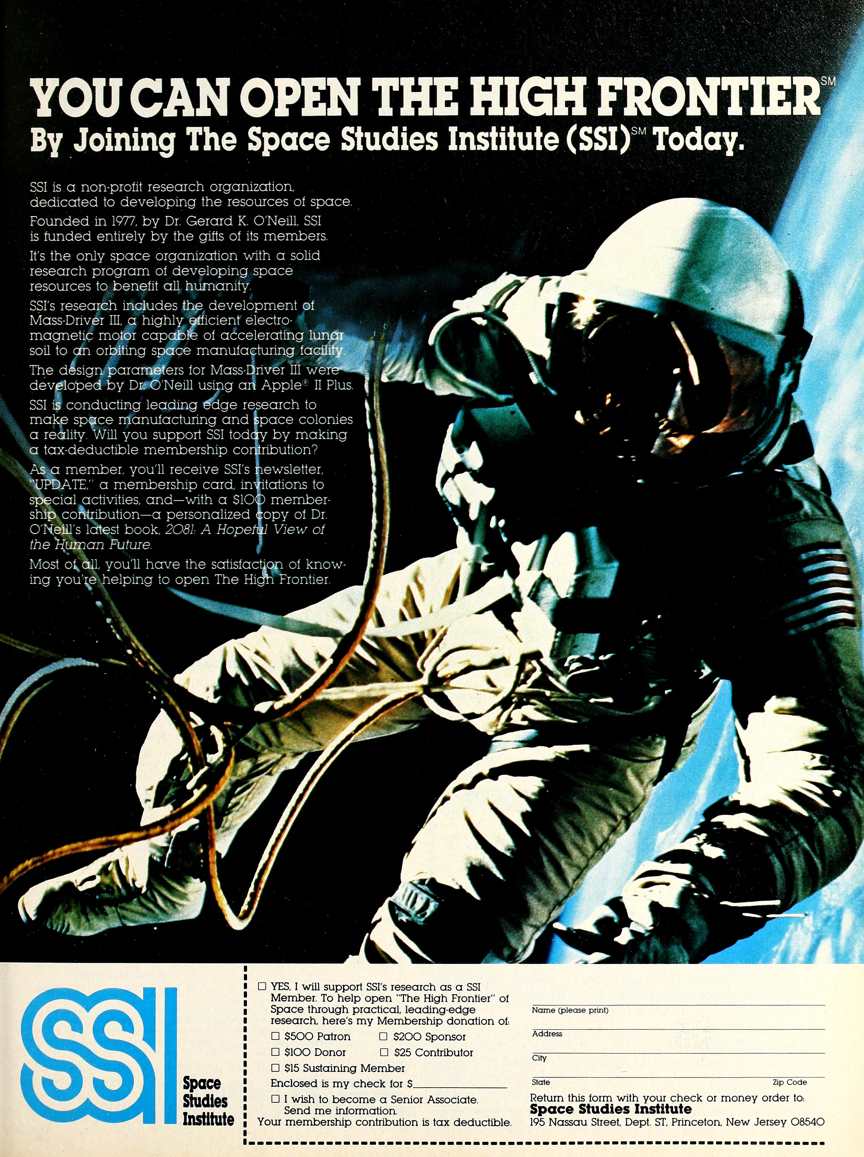 YOU CAN OPEN THE HIGH FRONTIER℠
By Joining The Space Studies Institute (SSI)℠ Today.
SSI is a non-profit research organization,
dedicated to developing the resources of space.
Founded in 1977, by Dr. Gerard K. O'Neill, SSI
is funded entirely by the gifts of its members.
It's the only space organization with a solid
research program of developing space
resources to benefit all humanity.
SSI's research includes the development of
Mass-Driver III, a highly efficient electro-
magnetic motor capable of accelerating lunar
soil to an orbiting space manufacturing facility.
The design parameters for Mass-Driver III were
developed by Dr. O'Neill using an Apple® II Plus.
SSI is conducting leading edge research to
make space manufacturing and space colonies
a reality. Will you support SSI today by making
a tax-deductible membership contribution?
As a member, you'll receive SSI's newsletter,
"UPDATE," a membership card, invitations to
special activities, and—with a $100 member-
ship contribution—a personalized copy of Dr.
O'Neill's latest book, 2081: A Hopeful View of
the Human Future.
Most of all, you'll have the satisfaction of know-
ing you're helping to open The High Frontier.
SSI
Space
Studies
Institute
☐ YES, I will support SSI's research as a SSI
Member. To help open "The High Frontier" of
Space through practical, leading-edge
research, here's my Membership donation of:
☐ $500 Patron ☐ $200 Sponsor
☐ $100 Donor ☐ $25 Contributor
☐ $15 Sustaining Member
Enclosed is my check for $
☐ I wish to become a Senior Associate.
Send me information.
Your membership contribution is tax deductible.
Name (please print)
Address
City
State Zip Code
Return this form with your check or money order to:
Space Studies Institute
195 Nassau Street, Dept. ST, Princeton, New Jersey 08540